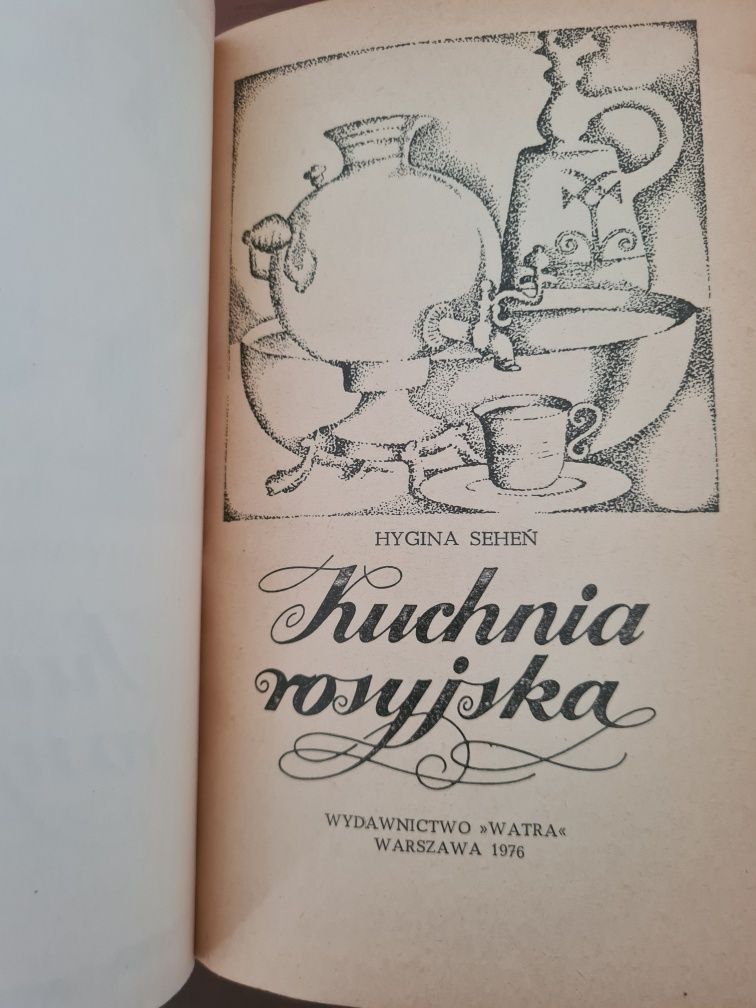 HYGINA SEHEŃ
Kuchnia
rosyjska
WYDAWNICTWO »WATRA«
WARSZAWA 1976